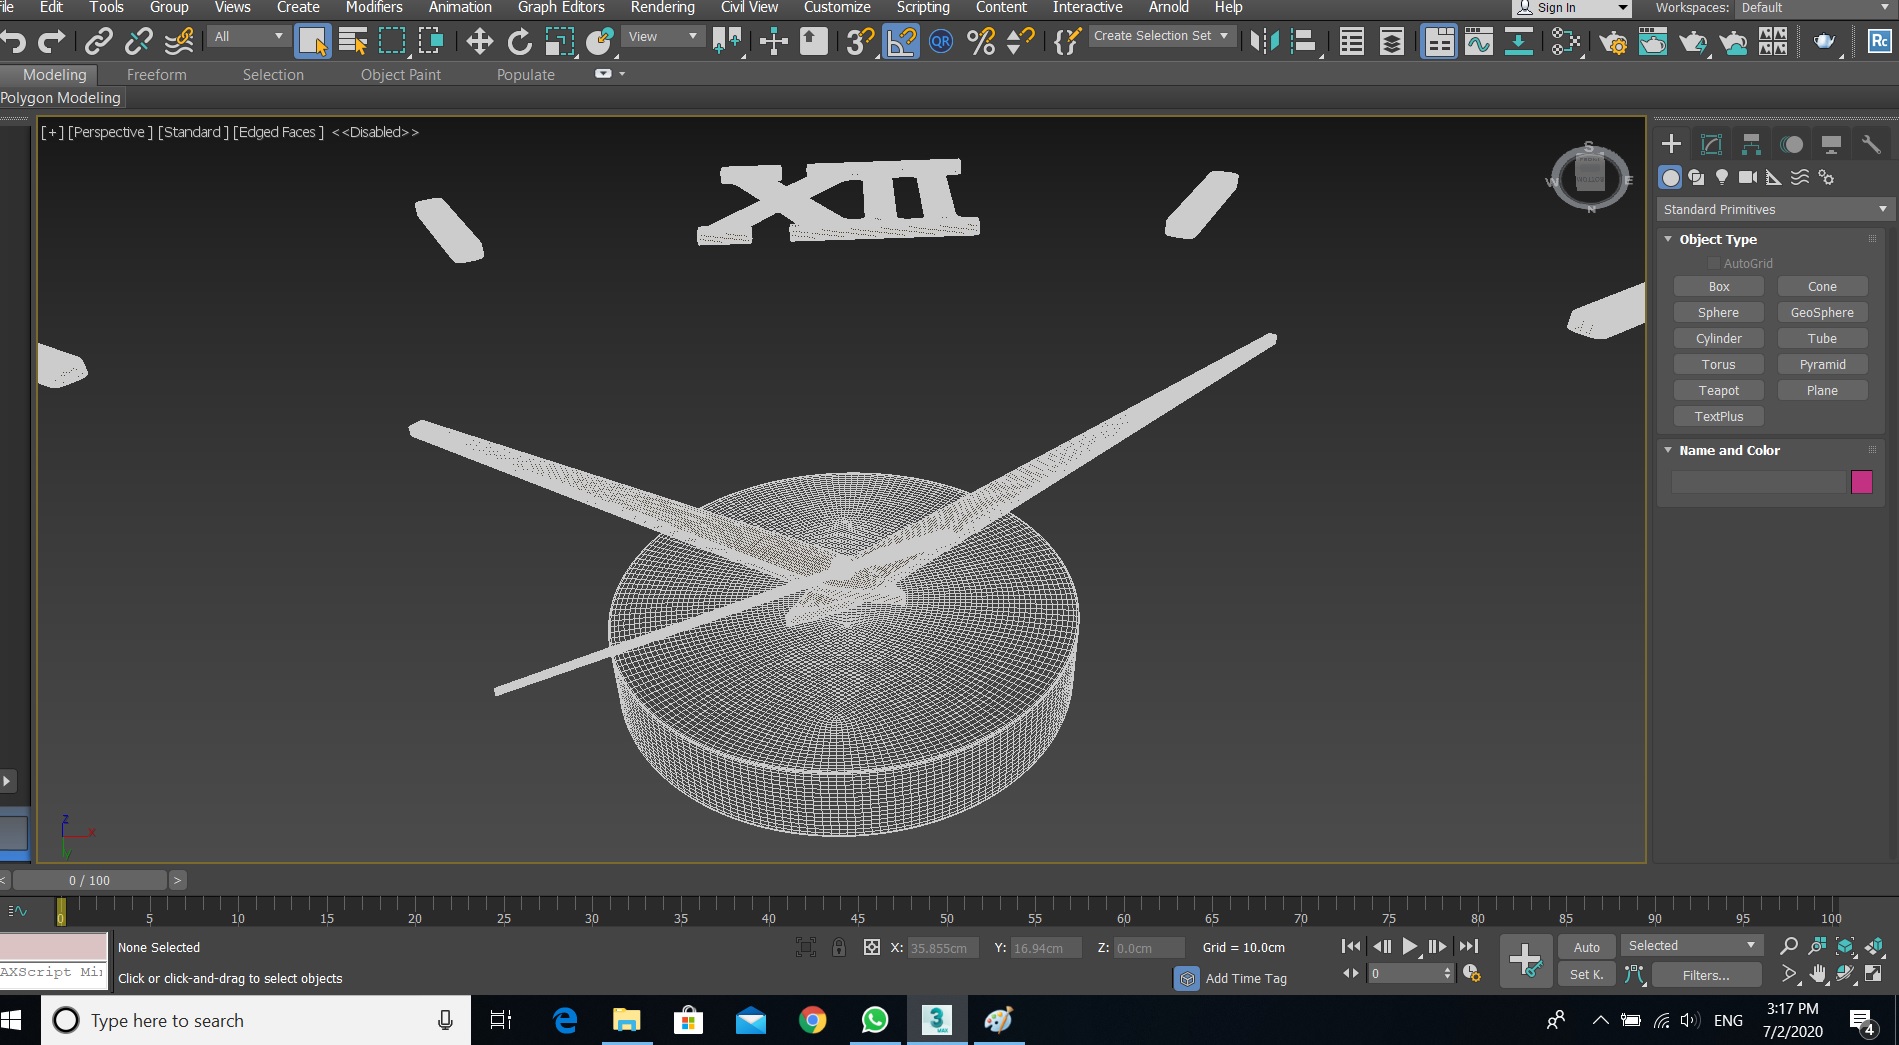 File Edit Tools Group Views Create Modifiers Animation Graph Editors Rendering Civil View Customize Scripting Content Interactive Arnold Help Sign In Workspaces: Default
All View 3 QR % Create Selection Set Rc
Modeling Freeform Selection Object Paint Populate
Polygon Modeling
[+] [Perspective ] [Standard ] [Edged Faces ] <<Disabled>>
XII
S
W E
N
Standard Primitives
Object Type
AutoGrid
Box Cone
Sphere GeoSphere
Cylinder Tube
Torus Pyramid
Teapot Plane
TextPlus
Name and Color
z
x
y
< 0 / 100 >
0 5 10 15 20 25 30 35 40 45 50 55 60 65 70 75 80 85 90 95 100
None Selected X: 35.855cm Y: 16.94cm Z: 0.0cm Grid = 10.0cm Auto Selected
AXScript Mi Click or click-and-drag to select objects Add Time Tag 0 Set K. Filters...
Type here to search 3 MAX ENG 3:17 PM
7/2/2020 4